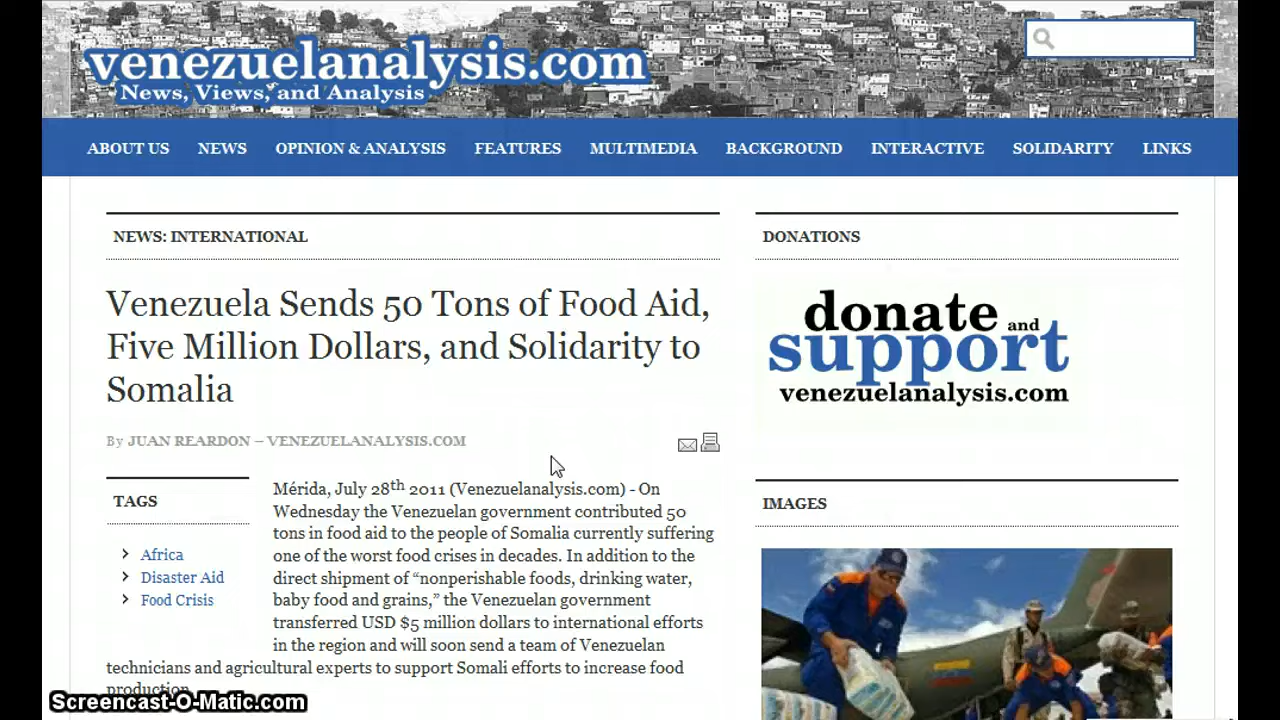 venezuelanalysis.com
News, Views, and Analysis
ABOUT US NEWS OPINION & ANALYSIS FEATURES MULTIMEDIA BACKGROUND INTERACTIVE SOLIDARITY LINKS
NEWS: INTERNATIONAL
Venezuela Sends 50 Tons of Food Aid,
Five Million Dollars, and Solidarity to
Somalia
By JUAN REARDON – VENEZUELANALYSIS.COM
TAGS
Africa
Disaster Aid
Food Crisis
Mérida, July 28th 2011 (Venezuelanalysis.com) - On
Wednesday the Venezuelan government contributed 50
tons in food aid to the people of Somalia currently suffering
one of the worst food crises in decades. In addition to the
direct shipment of “nonperishable foods, drinking water,
baby food and grains,” the Venezuelan government
transferred USD $5 million dollars to international efforts
in the region and will soon send a team of Venezuelan
technicians and agricultural experts to support Somali efforts to increase food
production.
DONATIONS
donate and
support
venezuelanalysis.com
IMAGES
Screencast-O-Matic.com